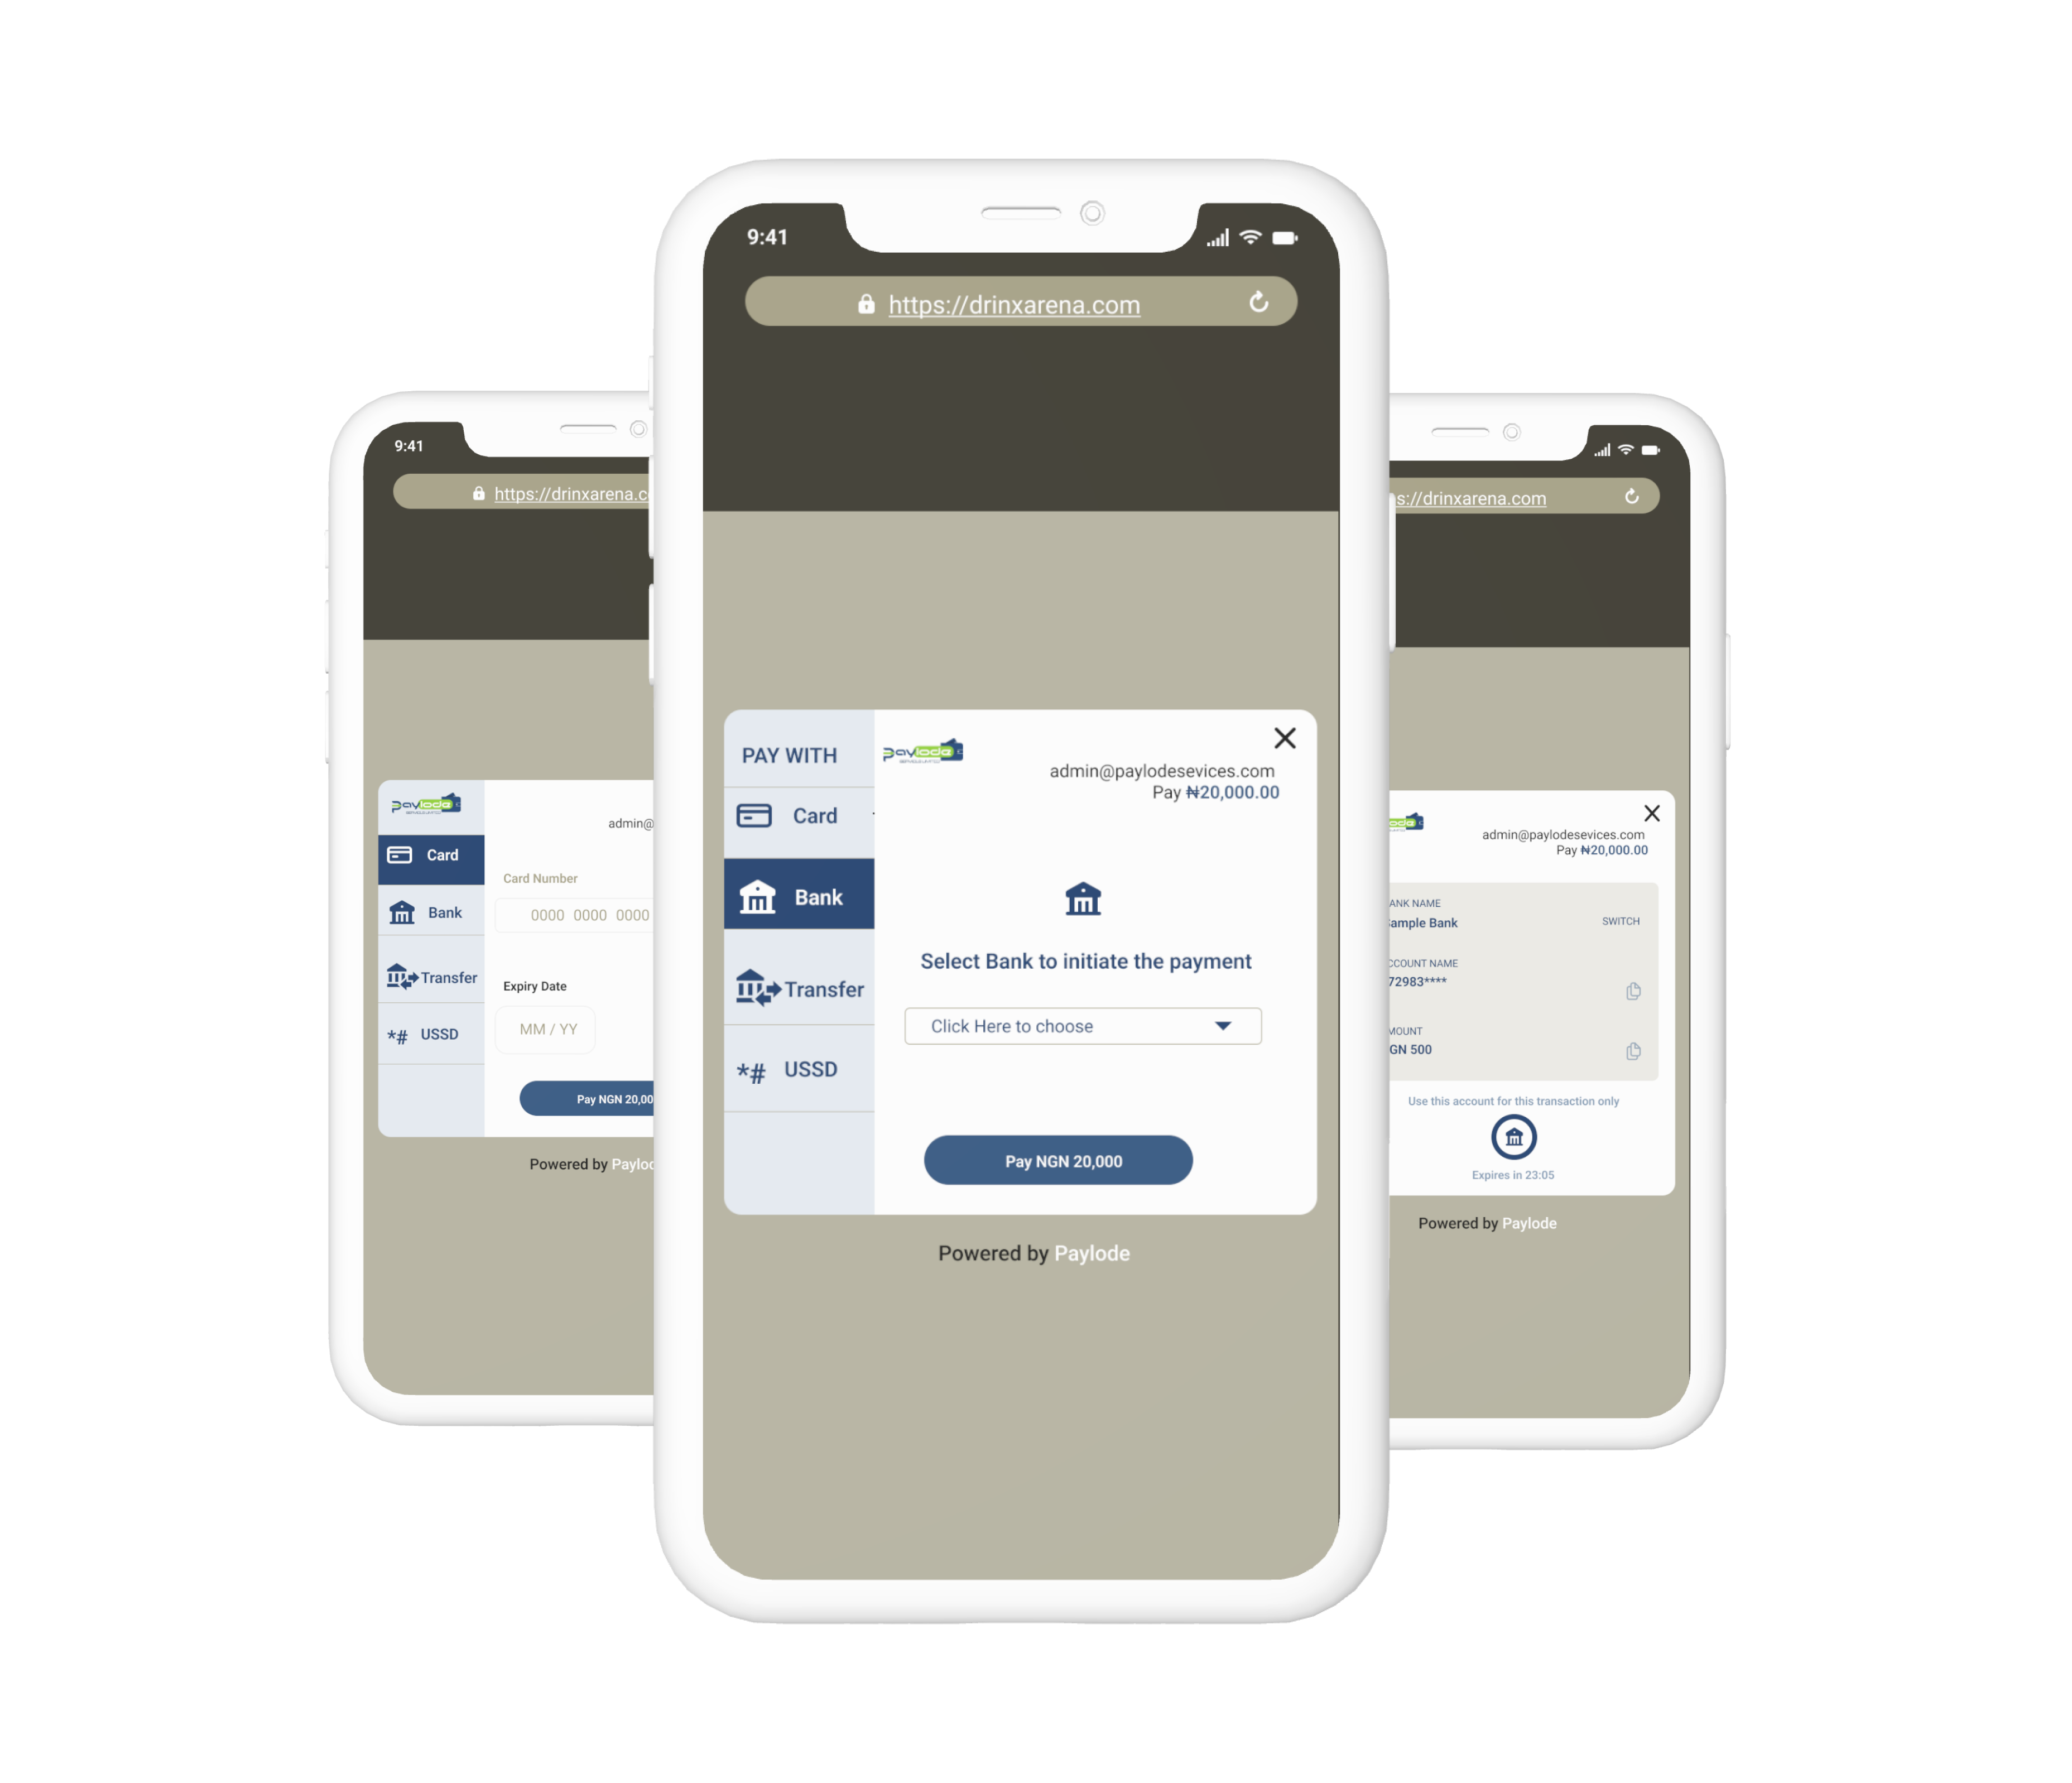 9:41
https://drinxarena.com
PAY WITH
Card
Bank
Transfer
*# USSD
paylode
admin@paylodesevices.com
Pay ₦20,000.00
Select Bank to initiate the payment
Click Here to choose
Pay NGN 20,000
Powered by Paylode
9:41
https://drinxarena.c
paylode
Card
Bank
Transfer
*# USSD
admin@
Card Number
0000 0000 0000
Expiry Date
MM / YY
Pay NGN 20,00
Powered by Paylo
s://drinxarena.com
ode
admin@paylodesevices.com
Pay ₦20,000.00
ANK NAME
ample Bank
SWITCH
CCOUNT NAME
72983****
MOUNT
GN 500
Use this account for this transaction only
Expires in 23:05
Powered by Paylode